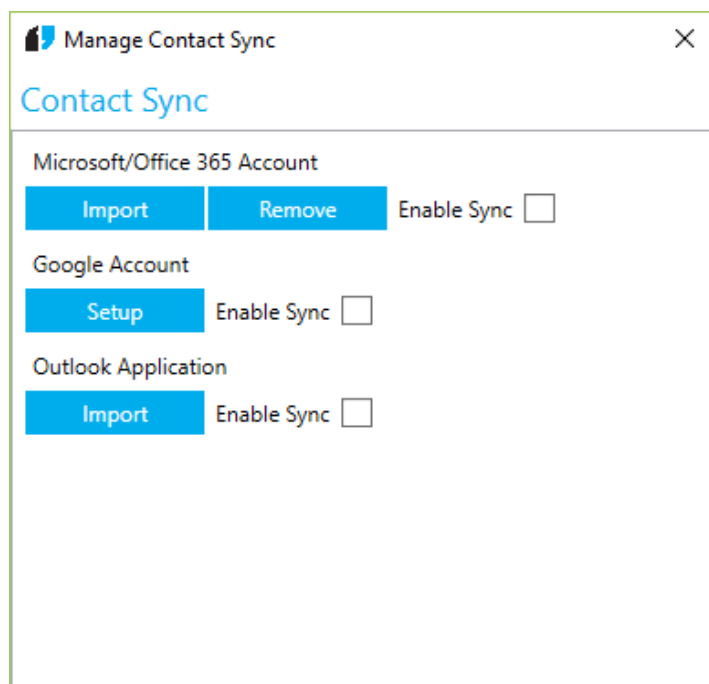 Manage Contact Sync
Contact Sync
Microsoft/Office 365 Account
Import Remove Enable Sync
Google Account
Setup Enable Sync
Outlook Application
Import Enable Sync